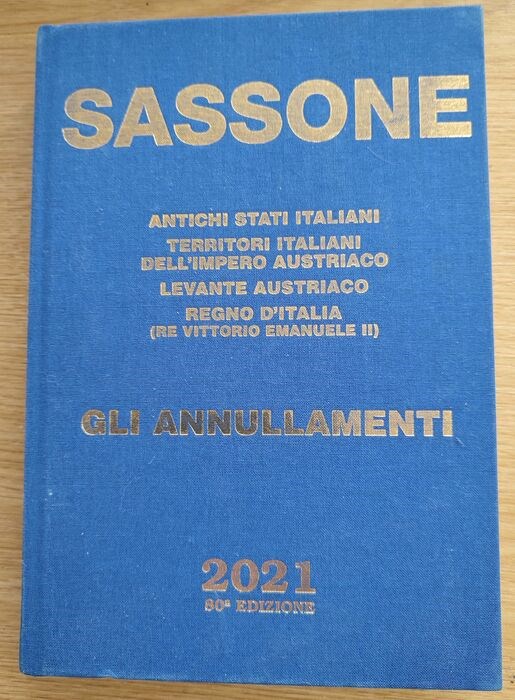 SASSONE
ANTICHI STATI ITALIANI
TERRITORI ITALIANI
DELL'IMPERO AUSTRIACO
LEVANTE AUSTRIACO
REGNO D'ITALIA
(RE VITTORIO EMANUELE II)
GLI ANNULLAMENTI
2021
80ª EDIZIONE